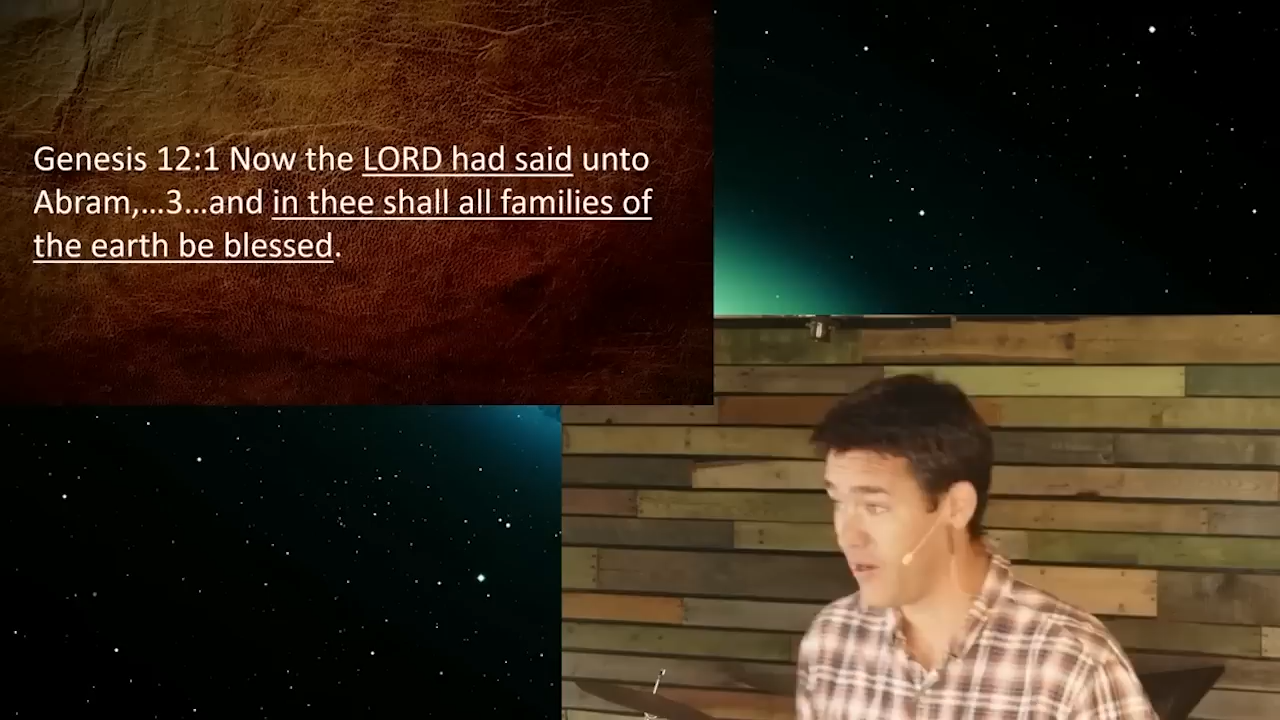 Genesis 12:1 Now the LORD had said unto
Abram,...3...and in thee shall all families of
the earth be blessed.